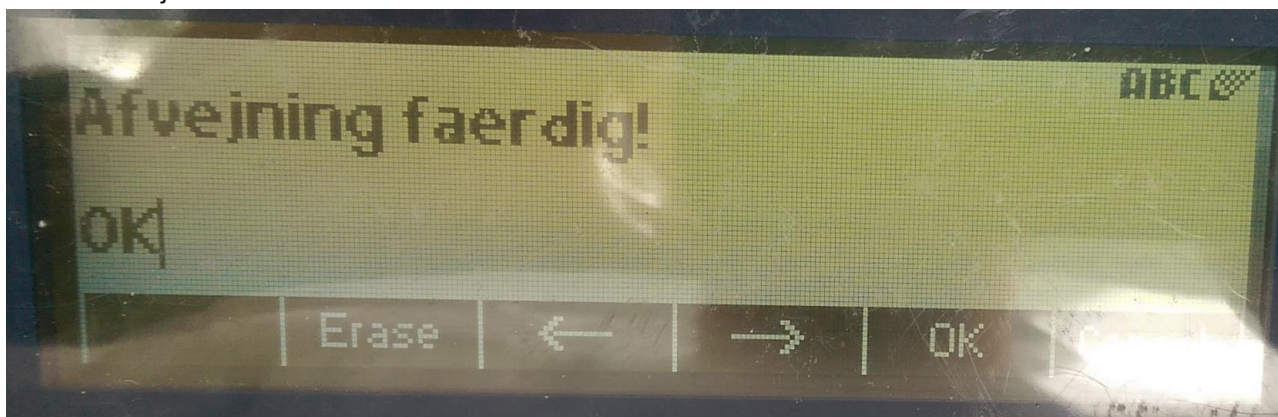 ABC
Afvejning faerdig!
OK
Erase ← → OK